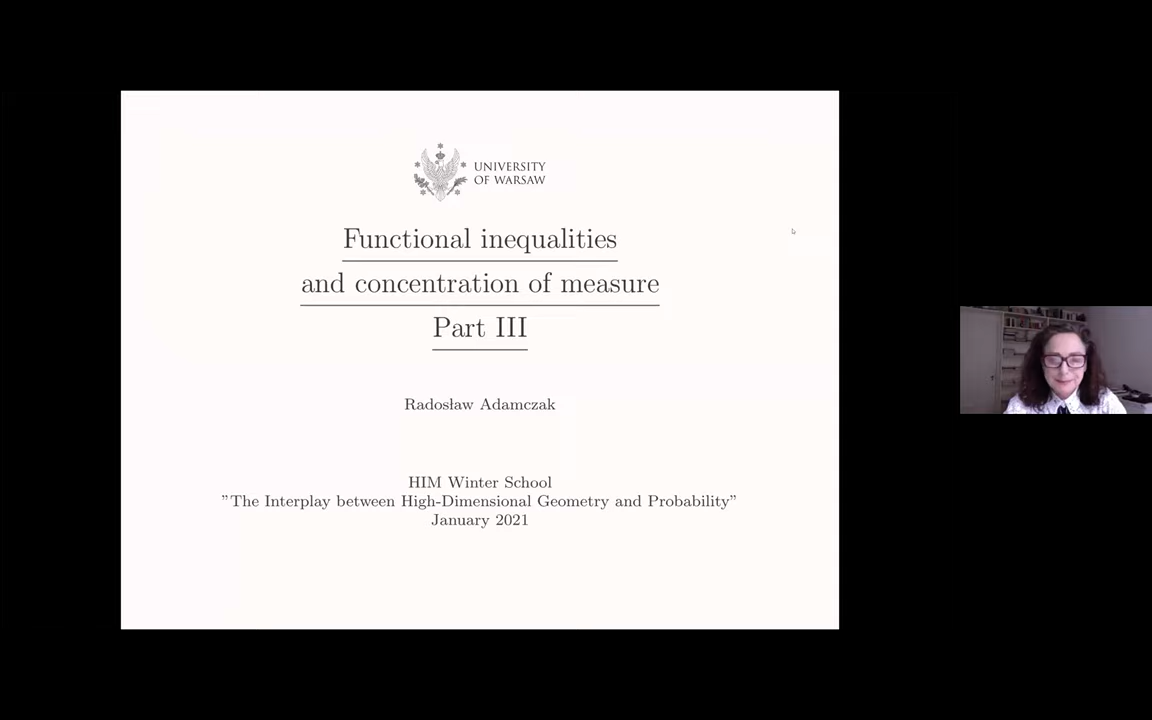 UNIVERSITY
OF WARSAW
Functional inequalities
and concentration of measure
Part III
Radosław Adamczak
HIM Winter School
"The Interplay between High-Dimensional Geometry and Probability"
January 2021